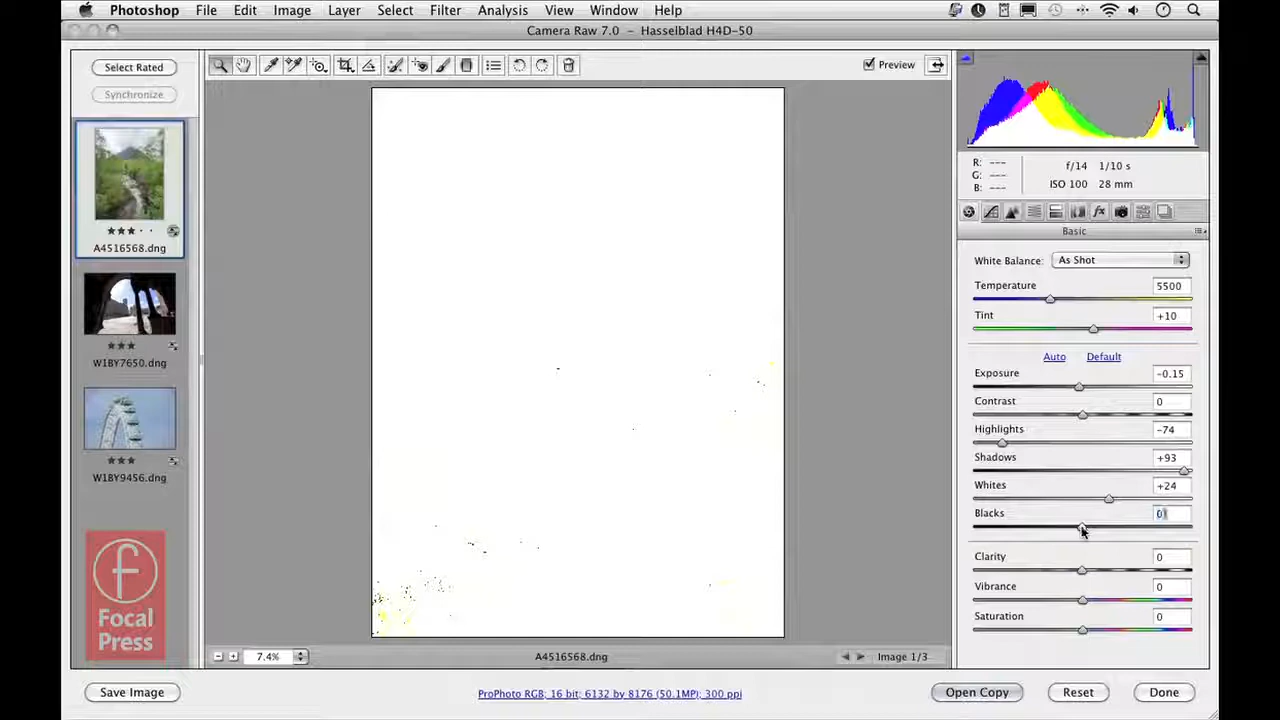 Photoshop File Edit Image Layer Select Filter Analysis View Window Help
Camera Raw 7.0 – Hasselblad H4D-50
Select Rated
Synchronize
A4516568.dng
W1BY7650.dng
W1BY9456.dng
f
Focal
Press
Preview
7.4%
A4516568.dng
Image 1/3
R: ---
G: ---
B: ---
f/14 1/10 s
ISO 100 28 mm
Basic
White Balance: As Shot
Temperature 5500
Tint +10
Auto Default
Exposure -0.15
Contrast 0
Highlights -74
Shadows +93
Whites +24
Blacks 0
Clarity 0
Vibrance 0
Saturation 0
Save Image
ProPhoto RGB; 16 bit; 6132 by 8176 (50.1MP); 300 ppi
Open Copy Reset Done